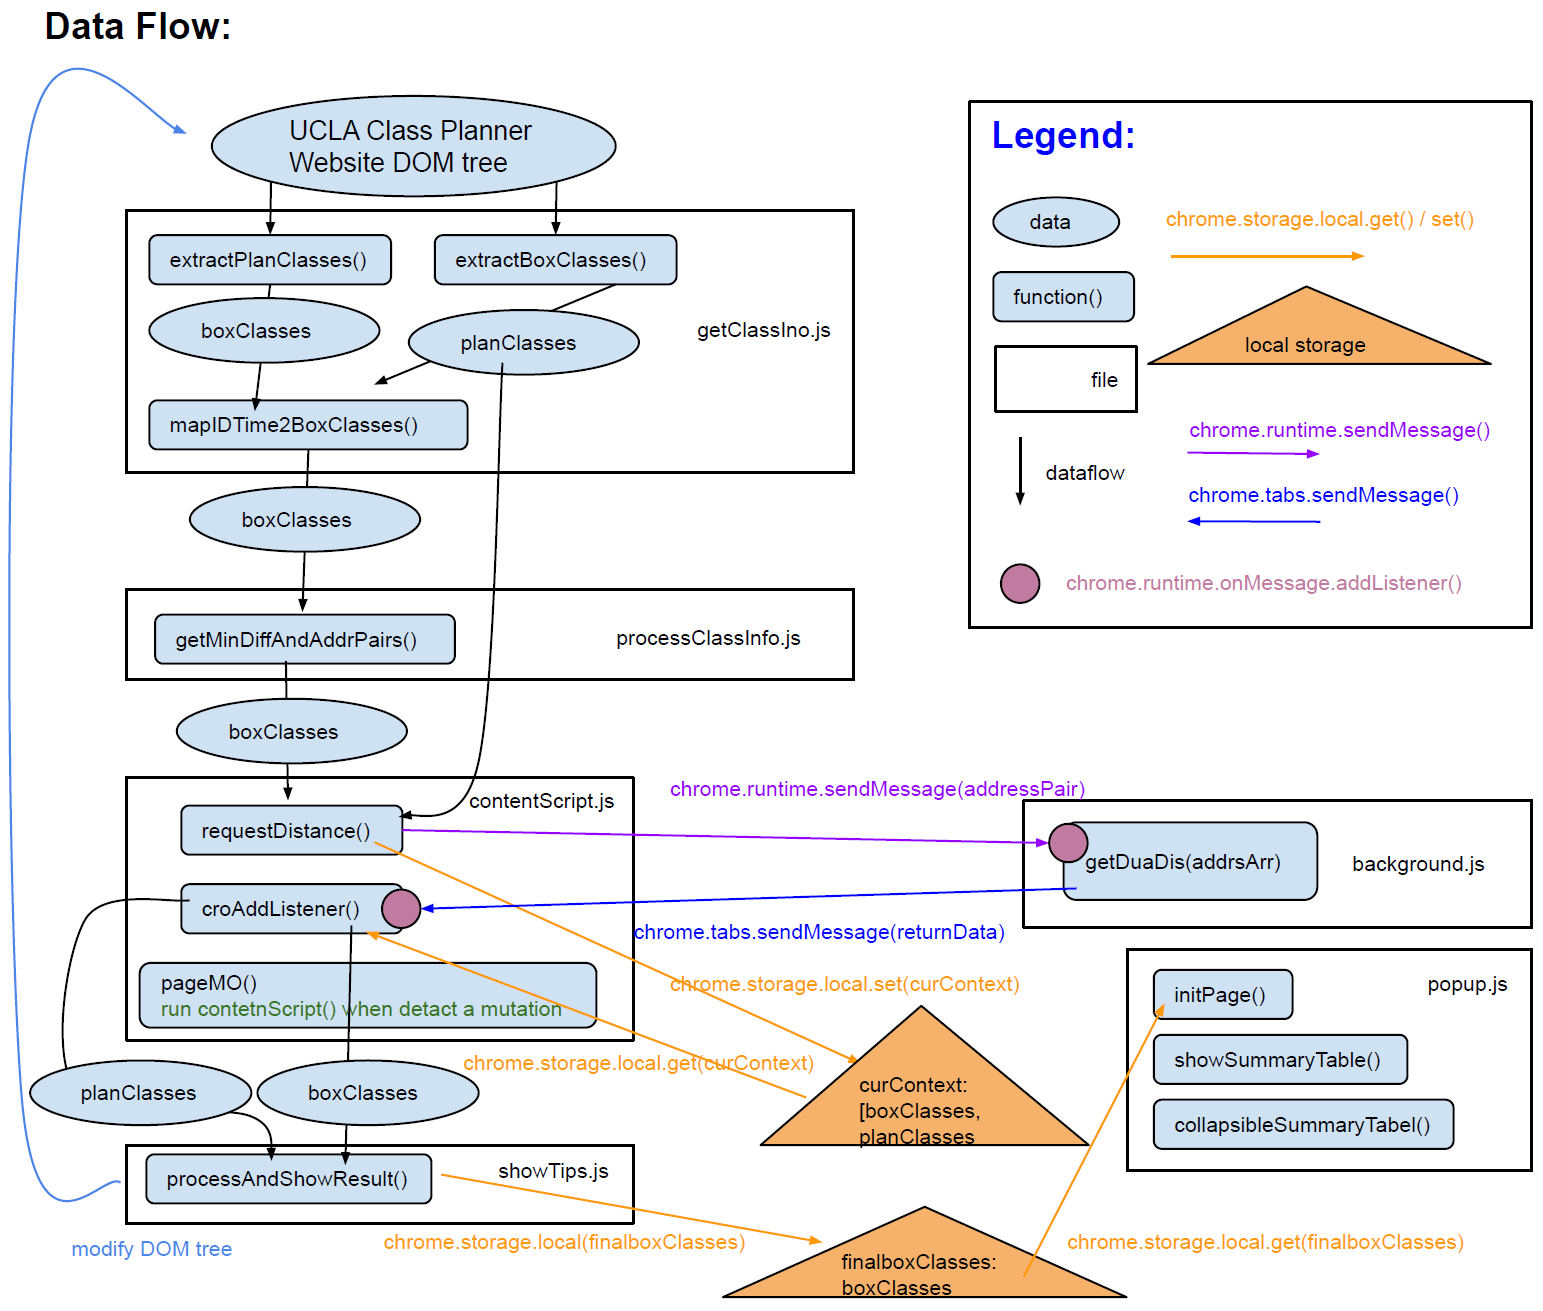 Data Flow:
UCLA Class Planner
Website DOM tree
Legend:
data
chrome.storage.local.get() / set()
function()
local storage
file
chrome.runtime.sendMessage()
dataflow
chrome.tabs.sendMessage()
chrome.runtime.onMessage.addListener()
extractPlanClasses()
extractBoxClasses()
boxClasses
planClasses
getClassIno.js
mapIDTime2BoxClasses()
boxClasses
getMinDiffAndAddrPairs()
processClassInfo.js
boxClasses
contentScript.js
chrome.runtime.sendMessage(addressPair)
requestDistance()
getDuaDis(addrsArr)
background.js
croAddListener()
chrome.tabs.sendMessage(returnData)
pageMO()
run contetnScript() when detact a mutation
chrome.storage.local.set(curContext)
initPage()
popup.js
chrome.storage.local.get(curContext)
showSummaryTable()
planClasses
boxClasses
curContext:
[boxClasses,
planClasses
collapsibleSummaryTabel()
processAndShowResult()
showTips.js
modify DOM tree
chrome.storage.local(finalboxClasses)
chrome.storage.local.get(finalboxClasses)
finalboxClasses:
boxClasses